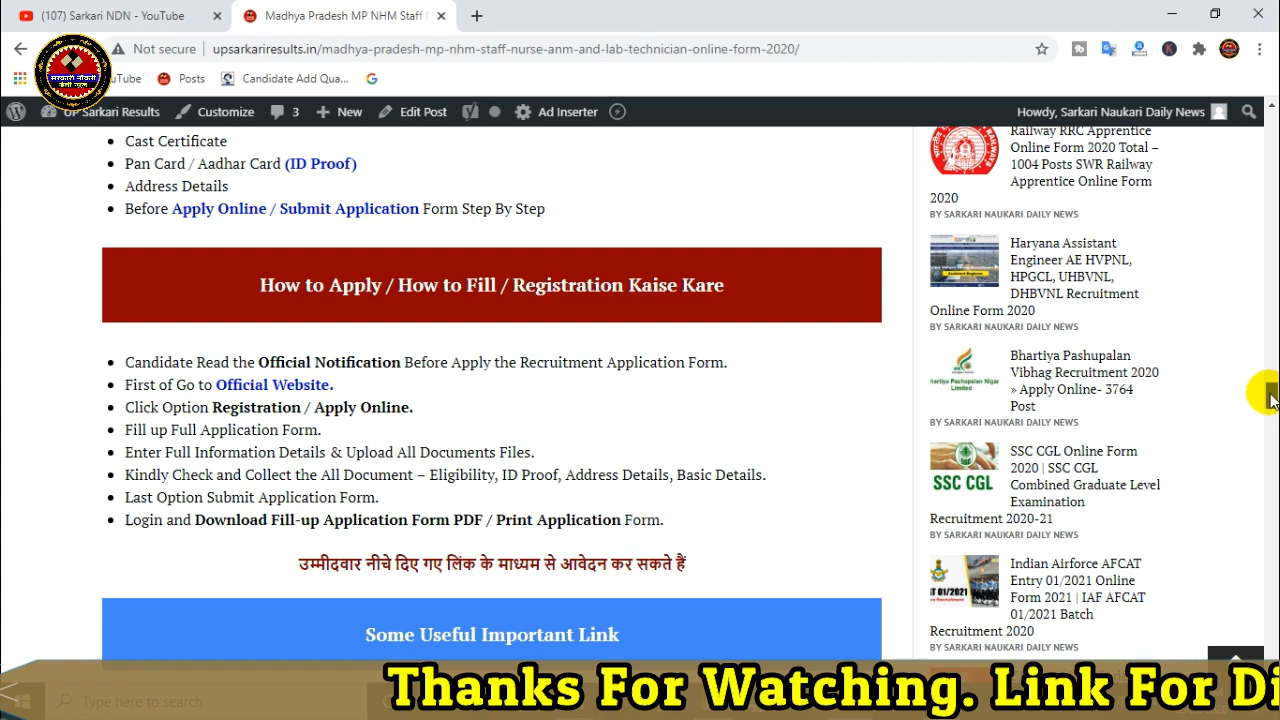 (107) Sarkari NDN - YouTube
Madhya Pradesh MP NHM Staff
Not secure
upsarkariresults.in/madhya-pradesh-mp-nhm-staff-nurse-anm-and-lab-technician-online-form-2020/
Posts
Candidate Add Qua...
UP Sarkari Results
Customize
3
New
Edit Post
Ad Inserter
Howdy, Sarkari Naukari Daily News
Cast Certificate
Pan Card / Aadhar Card (ID Proof)
Address Details
Before Apply Online / Submit Application Form Step By Step
How to Apply / How to Fill / Registration Kaise Kare
Candidate Read the Official Notification Before Apply the Recruitment Application Form.
First of Go to Official Website.
Click Option Registration / Apply Online.
Fill up Full Application Form.
Enter Full Information Details & Upload All Documents Files.
Kindly Check and Collect the All Document – Eligibility, ID Proof, Address Details, Basic Details.
Last Option Submit Application Form.
Login and Download Fill-up Application Form PDF / Print Application Form.
उम्मीदवार नीचे दिए गए लिंक के माध्यम से आवेदन कर सकते हैं
Some Useful Important Link
Railway RRC Apprentice
Online Form 2020 Total –
1004 Posts SWR Railway
Apprentice Online Form
2020
BY SARKARI NAUKARI DAILY NEWS
Haryana Assistant
Engineer AE HVPNL,
HPGCL, UHBVNL,
DHBVNL Recruitment
Online Form 2020
BY SARKARI NAUKARI DAILY NEWS
Bhartiya Pashupalan
Vibhag Recruitment 2020
» Apply Online- 3764
Post
BY SARKARI NAUKARI DAILY NEWS
SSC CGL Online Form
2020 | SSC CGL
Combined Graduate Level
Examination
Recruitment 2020-21
BY SARKARI NAUKARI DAILY NEWS
SSC CGL
Indian Airforce AFCAT
Entry 01/2021 Online
Form 2021 | IAF AFCAT
01/2021 Batch
Recruitment 2020
BY SARKARI NAUKARI DAILY NEWS
Type here to search
Thanks For Watching. Link For Di